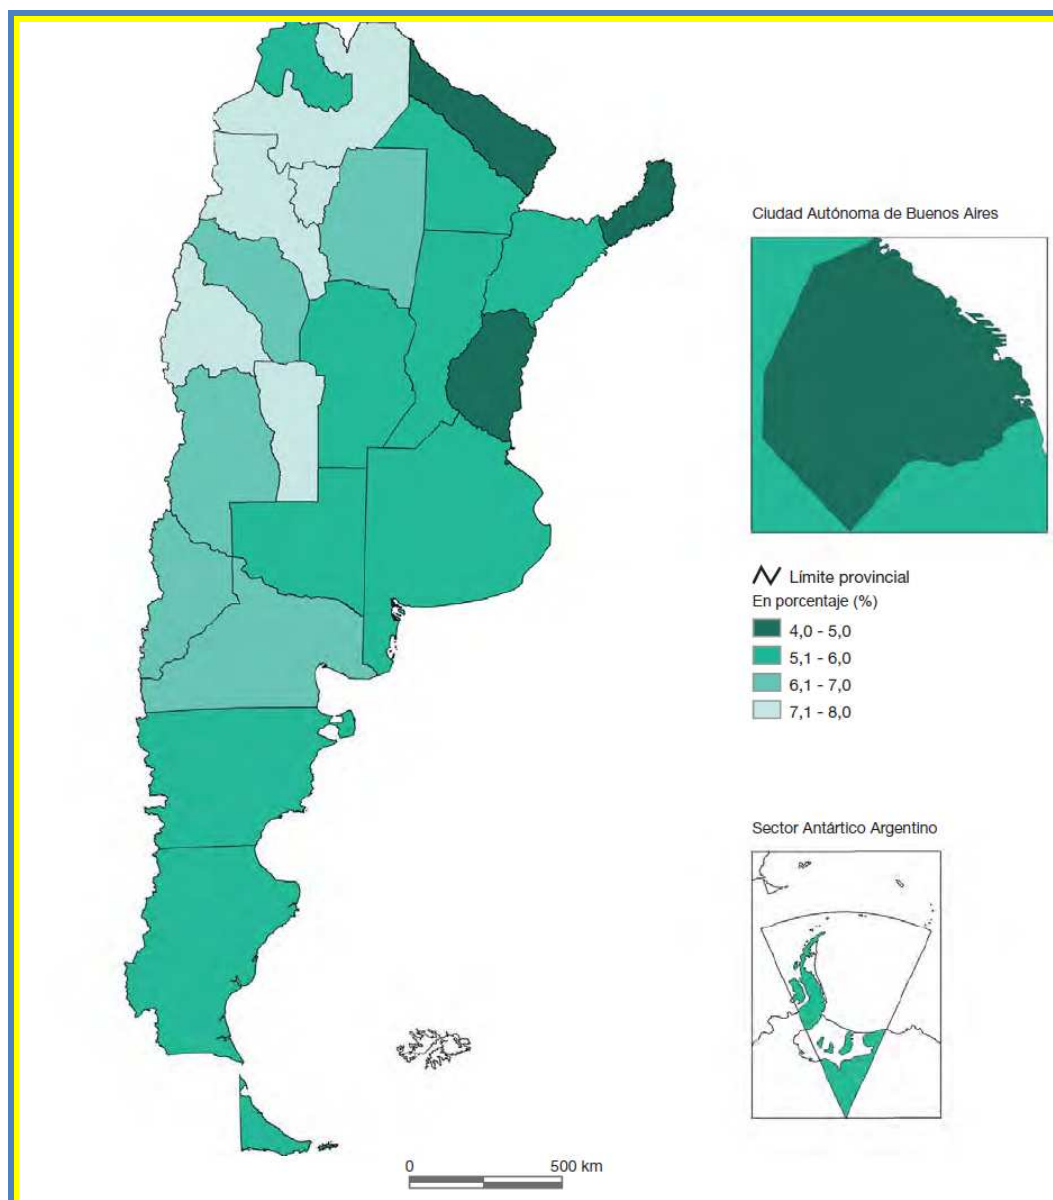 Ciudad Autónoma de Buenos Aires
Límite provincial
En porcentaje (%)
4,0 - 5,0
5,1 - 6,0
6,1 - 7,0
7,1 - 8,0
Sector Antártico Argentino
0 500 km